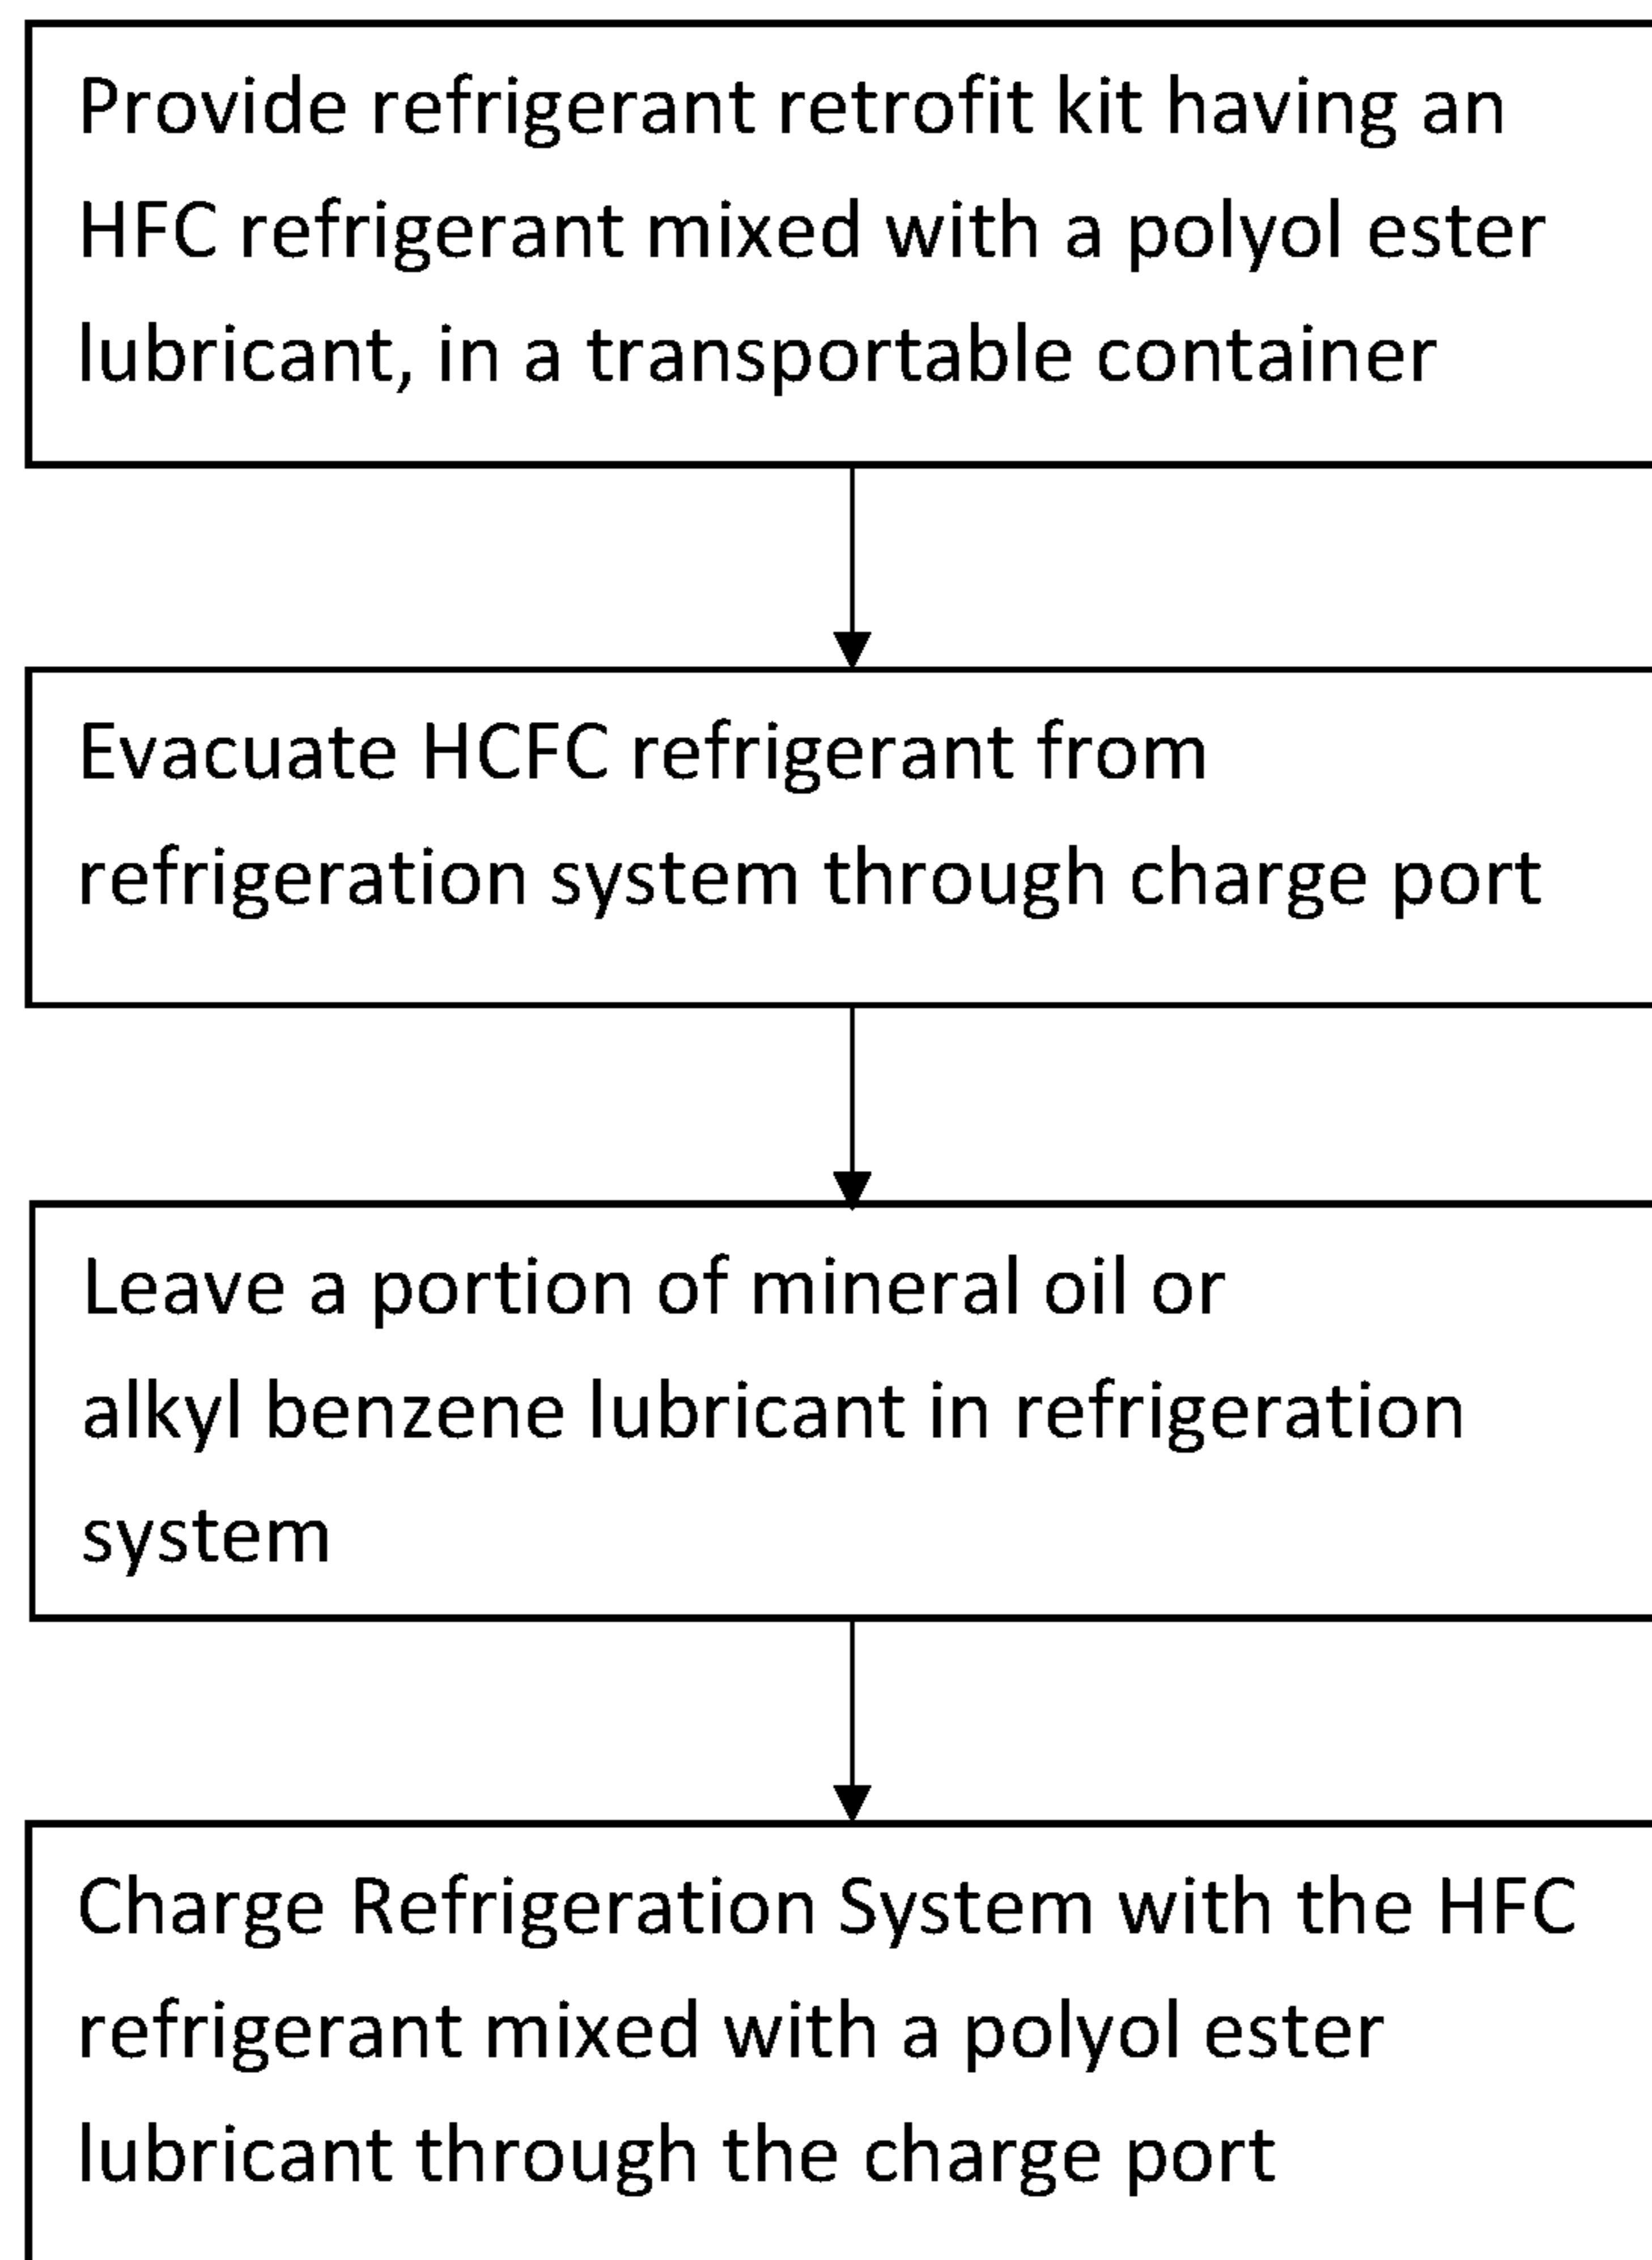 Provide refrigerant retrofit kit having an
HFC refrigerant mixed with a polyol ester
lubricant, in a transportable container
Evacuate HCFC refrigerant from
refrigeration system through charge port
Leave a portion of mineral oil or
alkyl benzene lubricant in refrigeration
system
Charge Refrigeration System with the HFC
refrigerant mixed with a polyol ester
lubricant through the charge port